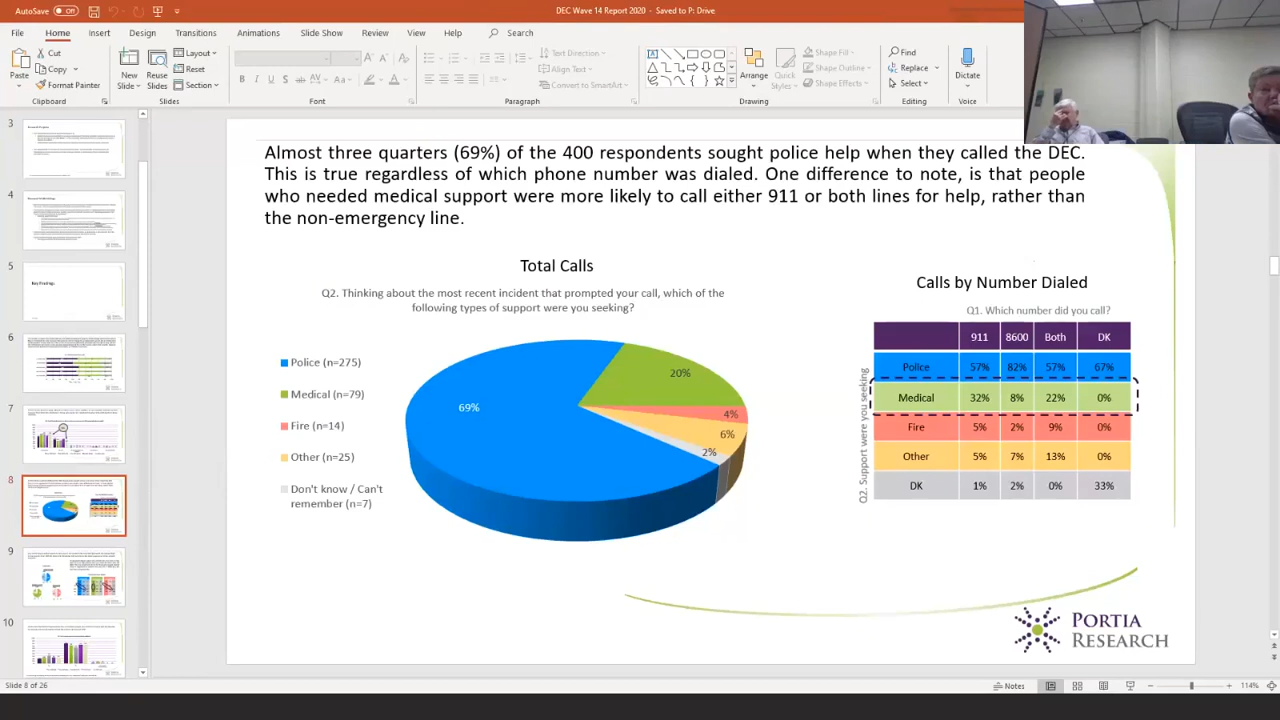 AutoSave Off
DEC Wave 14 Report 2020 - Saved to P: Drive
File Home Insert Design Transitions Animations Slide Show Review View Help Search
Paste
Cut
Copy
Format Painter
Clipboard
New
Slide
Reuse
Slides
Layout
Reset
Section
Slides
Font
Text Direction
Align Text
Convert to SmartArt
Paragraph
Arrange
Quick
Styles
Shape Fill
Shape Outline
Shape Effects
Drawing
Find
Replace
Select
Editing
Dictate
Voice
3
4
5
Key Findings
6
7
8
9
10
Almost three quarters (69%) of the 400 respondents sought police help when they called the DEC.
This is true regardless of which phone number was dialed. One difference to note, is that people
who needed medical support were more likely to call either 911 or both lines for help, rather than
the non-emergency line.
Total Calls
Q2. Thinking about the most recent incident that prompted your call, which of the
following types of support were you seeking?
Police (n=275)
Medical (n=79)
Fire (n=14)
Other (n=25)
Don't know / Can't
remember (n=7)
69%
20%
4%
6%
2%
Calls by Number Dialed
Q1. Which number did you call?
Q2. Support were you seeking
911 8600 Both DK
Police 57% 82% 57% 67%
Medical 32% 8% 22% 0%
Fire 5% 2% 9% 0%
Other 5% 7% 13% 0%
DK 1% 2% 0% 33%
PORTIA
RESEARCH
Slide 8 of 26
Notes
114%